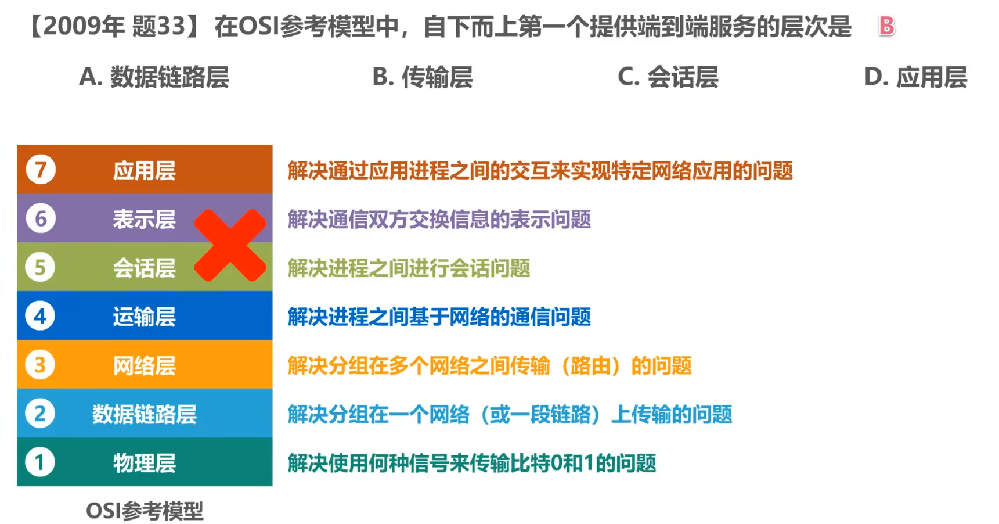 【2009年 题33】 在OSI参考模型中，自下而上第一个提供端到端服务的层次是 B
A. 数据链路层 B. 传输层 C. 会话层 D. 应用层
7 应用层 解决通过应用进程之间的交互来实现特定网络应用的问题
6 表示层 解决通信双方交换信息的表示问题
5 会话层 解决进程之间进行会话问题
4 运输层 解决进程之间基于网络的通信问题
3 网络层 解决分组在多个网络之间传输（路由）的问题
2 数据链路层 解决分组在一个网络（或一段链路）上传输的问题
1 物理层 解决使用何种信号来传输比特0和1的问题
OSI参考模型